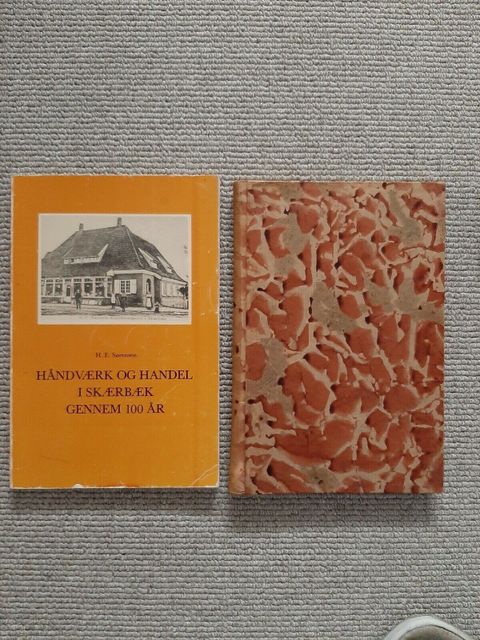 H. E. Sørensen
HÅNDVÆRK OG HANDEL
I SKÆRBÆK
GENNEM 100 ÅR